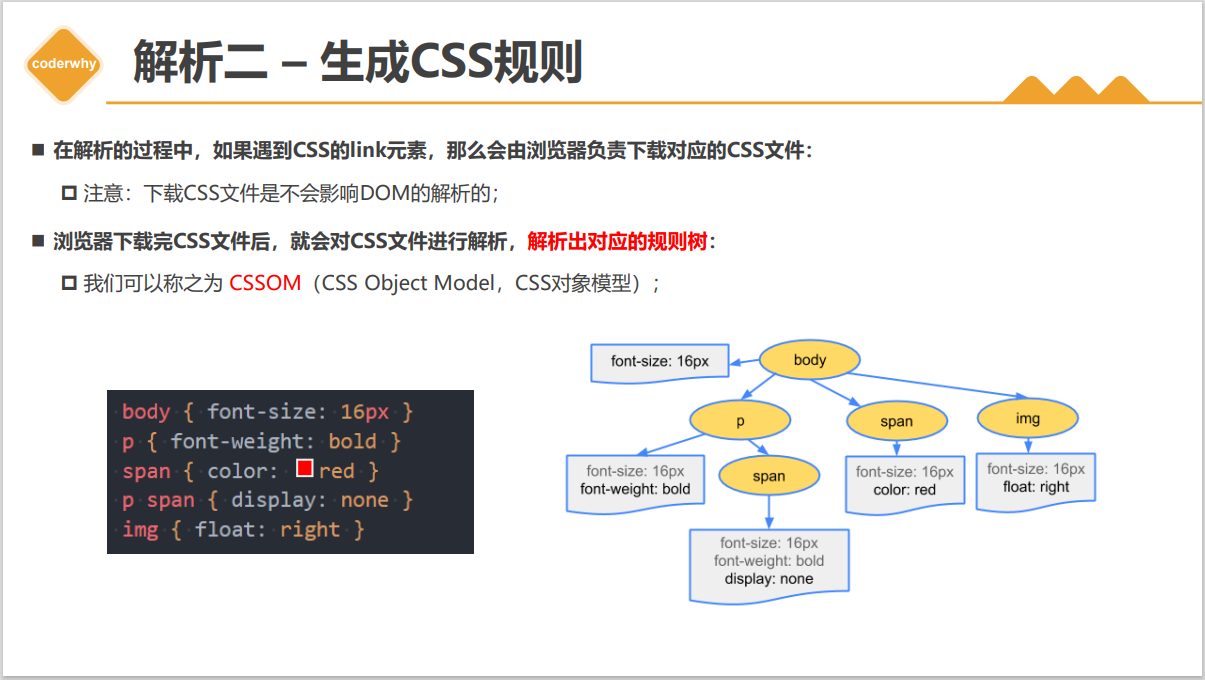 coderwhy
解析二 – 生成CSS规则
在解析的过程中，如果遇到CSS的link元素，那么会由浏览器负责下载对应的CSS文件：
注意：下载CSS文件是不会影响DOM的解析的；
浏览器下载完CSS文件后，就会对CSS文件进行解析，解析出对应的规则树：
我们可以称之为 CSSOM（CSS Object Model，CSS对象模型）；
body { font-size: 16px }
p { font-weight: bold }
span { color: red }
p span { display: none }
img { float: right }
font-size: 16px
body
p
span
img
font-size: 16px
font-weight: bold
span
font-size: 16px
color: red
font-size: 16px
float: right
font-size: 16px
font-weight: bold
display: none